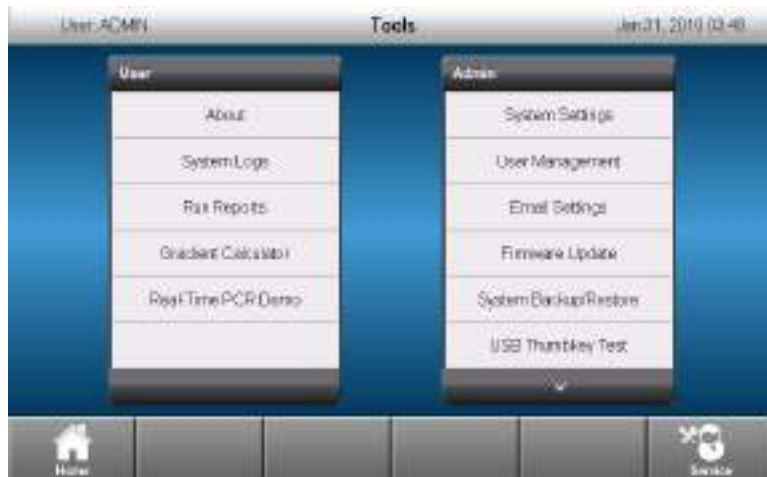 User: ADMIN
Tools
Jan 31, 2010 03:48
User
About
System Logs
Run Reports
Gradient Calculator
Real-Time PCR Demo
Admin
System Settings
User Management
Email Settings
Firmware Update
System Backup/Restore
USB Thumbkey Test
Home
Service